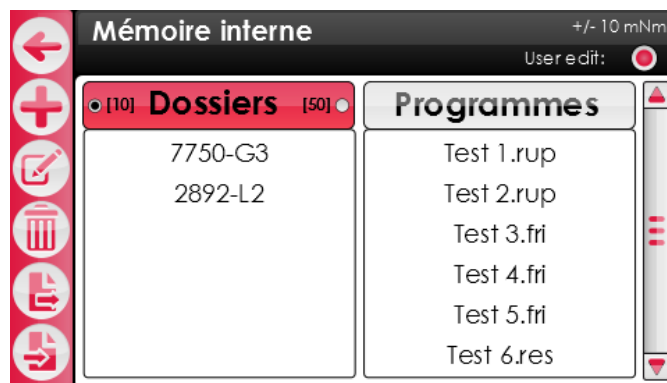 Mémoire interne
+/- 10 mNm
User edit:
[10] Dossiers [50]
Programmes
7750-G3
2892-L2
Test 1.rup
Test 2.rup
Test 3.fri
Test 4.fri
Test 5.fri
Test 6.res